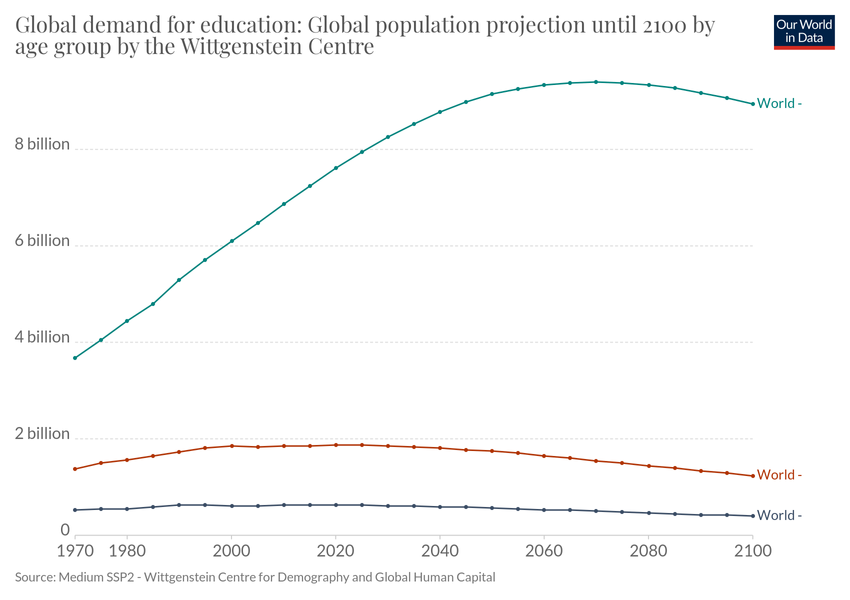 Global demand for education: Global population projection until 2100 by
age group by the Wittgenstein Centre
Our World
in Data
World -
8 billion
6 billion
4 billion
2 billion
World -
World -
0
1970 1980 2000 2020 2040 2060 2080 2100
Source: Medium SSP2 - Wittgenstein Centre for Demography and Global Human Capital